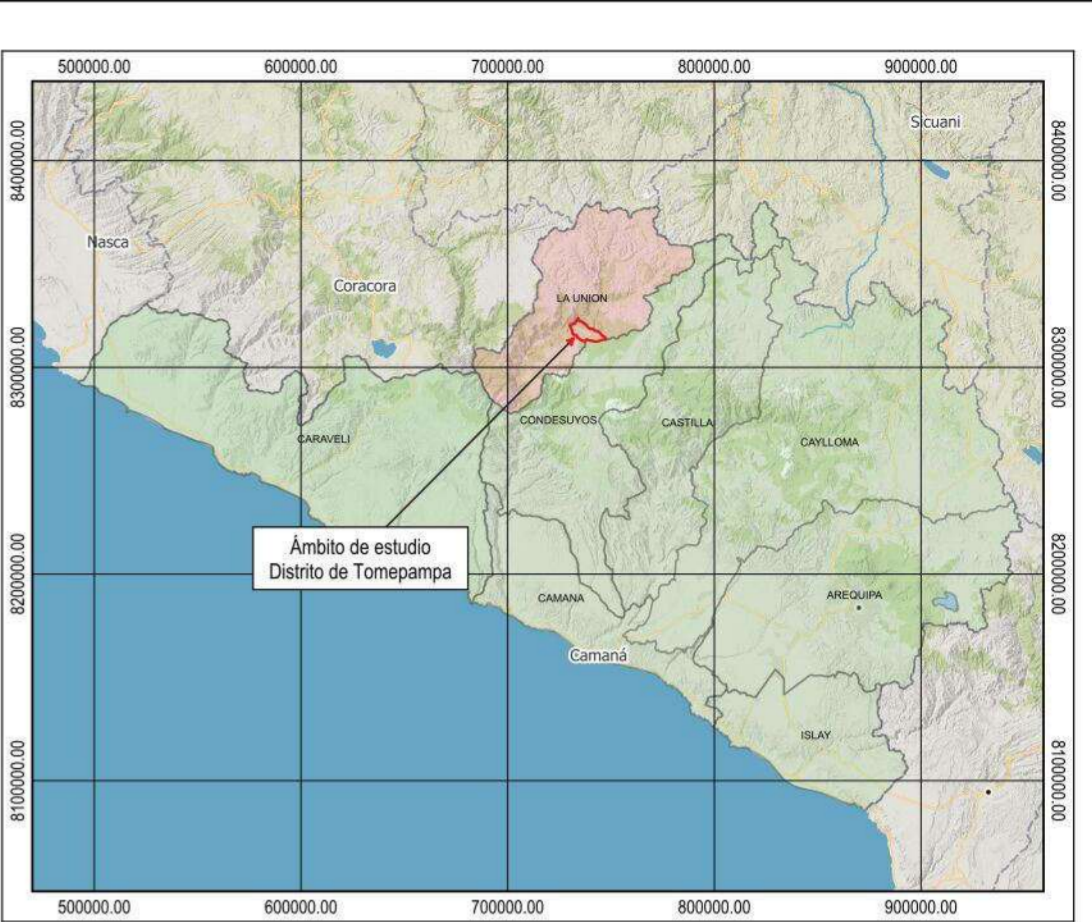 500000.00 600000.00 700000.00 800000.00 900000.00
8400000.00
8400000.00
Sicuani
Nasca
Coracora
LA UNION
8300000.00
8300000.00
CONDESUYOS
CASTILLA
CARAVELI
CAYLLOMA
Ámbito de estudio
Distrito de Tomepampa
8200000.00
8200000.00
CAMANA
AREQUIPA
Camaná
ISLAY
8100000.00
8100000.00
500000.00 600000.00 700000.00 800000.00 900000.00